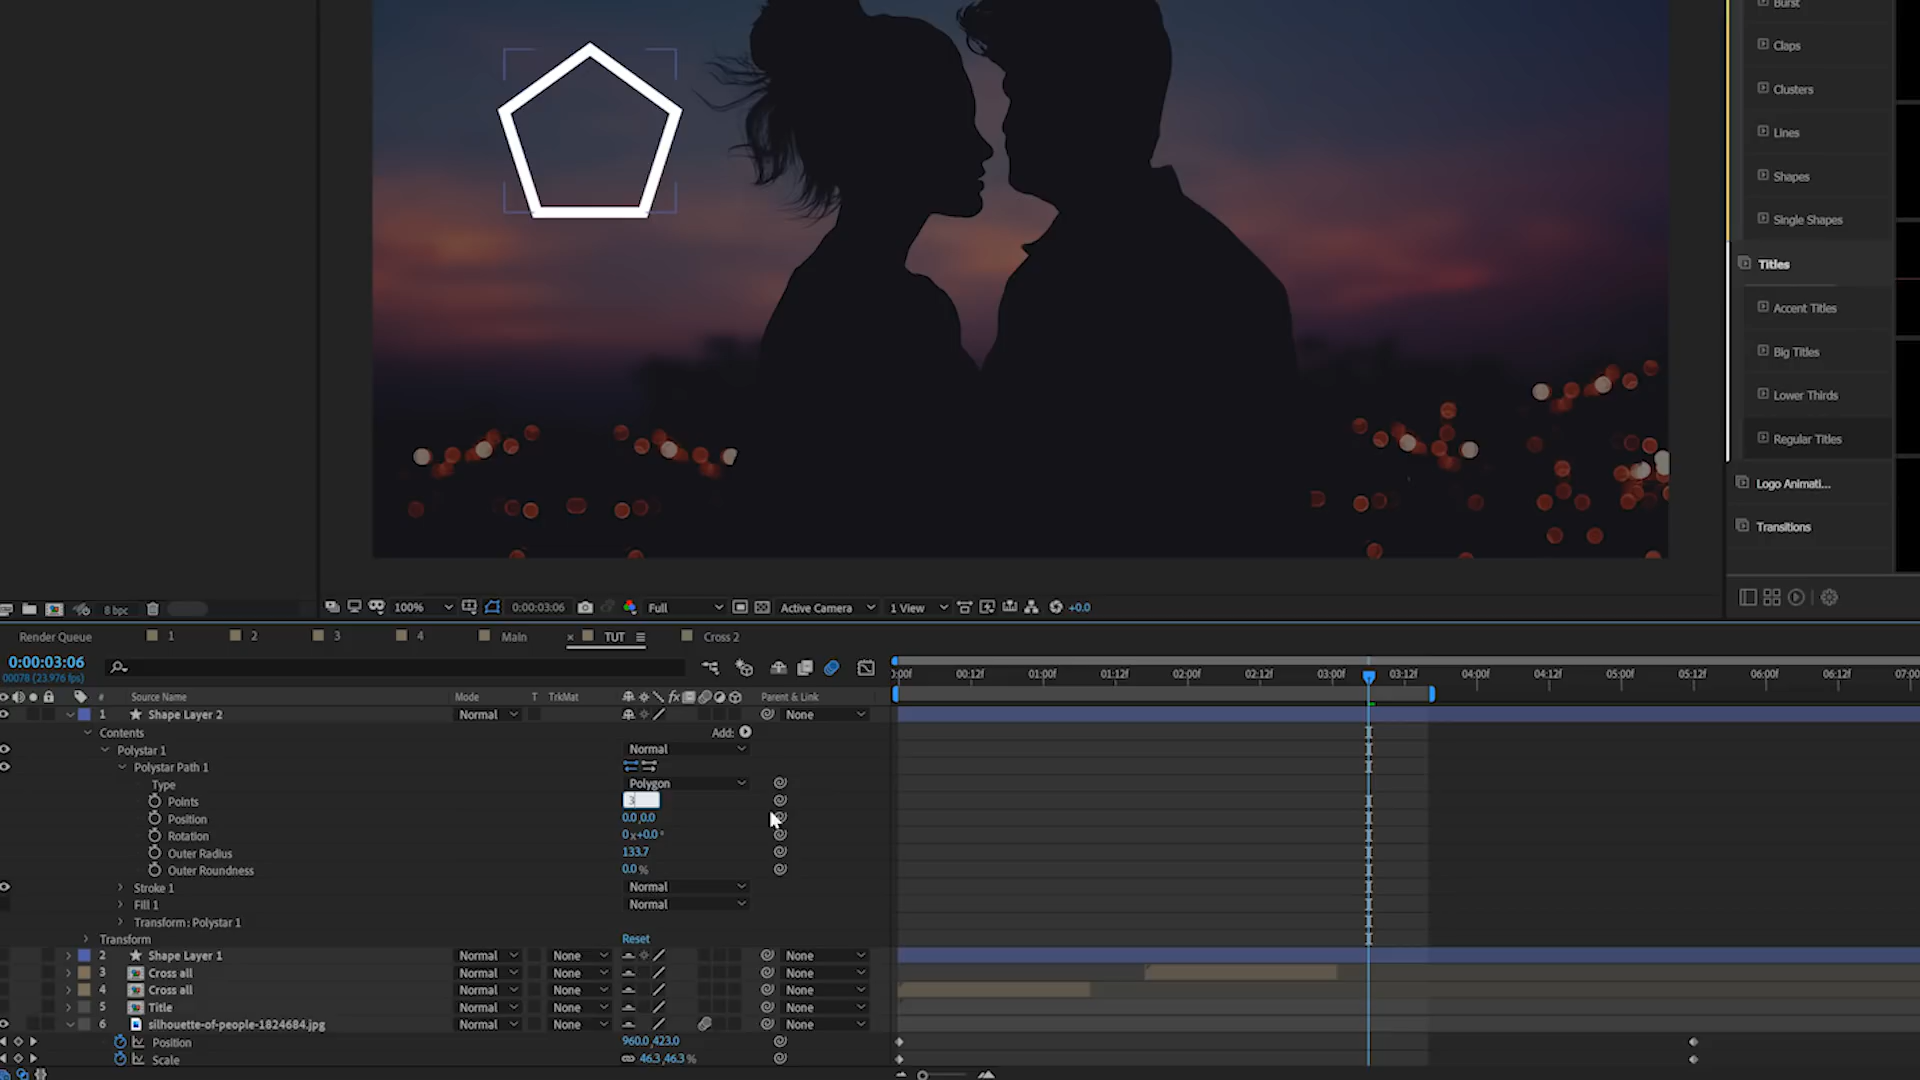 Burst
Claps
Clusters
Lines
Shapes
Single Shapes
Titles
Accent Titles
Big Titles
Lower Thirds
Regular Titles
Logo Animati...
Transitions
8 bpc
100%
0:00:03:06
Full
Active Camera
1 View
+0.0
Render Queue
1
2
3
4
Main
× TUT
Cross 2
0:00:03:06
00078 (23.976 fps)
:00f 00:12f 01:00f 01:12f 02:00f 02:12f 03:00f 03:12f 04:00f 04:12f 05:00f 05:12f 06:00f 06:12f 07:00
# Source Name Mode T TrkMat fx Parent & Link
1 Shape Layer 2 Normal None
Contents Add:
Polystar 1 Normal
Polystar Path 1
Type Polygon
Points 3
Position 0.0,0.0
Rotation 0x+0.0°
Outer Radius 133.7
Outer Roundness 0.0%
Stroke 1 Normal
Fill 1 Normal
Transform: Polystar 1
Transform Reset
2 Shape Layer 1 Normal None None
3 Cross all Normal None None
4 Cross all Normal None None
5 Title Normal None None
6 silhouette-of-people-1824684.jpg Normal None None
Position 960.0,423.0
Scale 46.3,46.3%